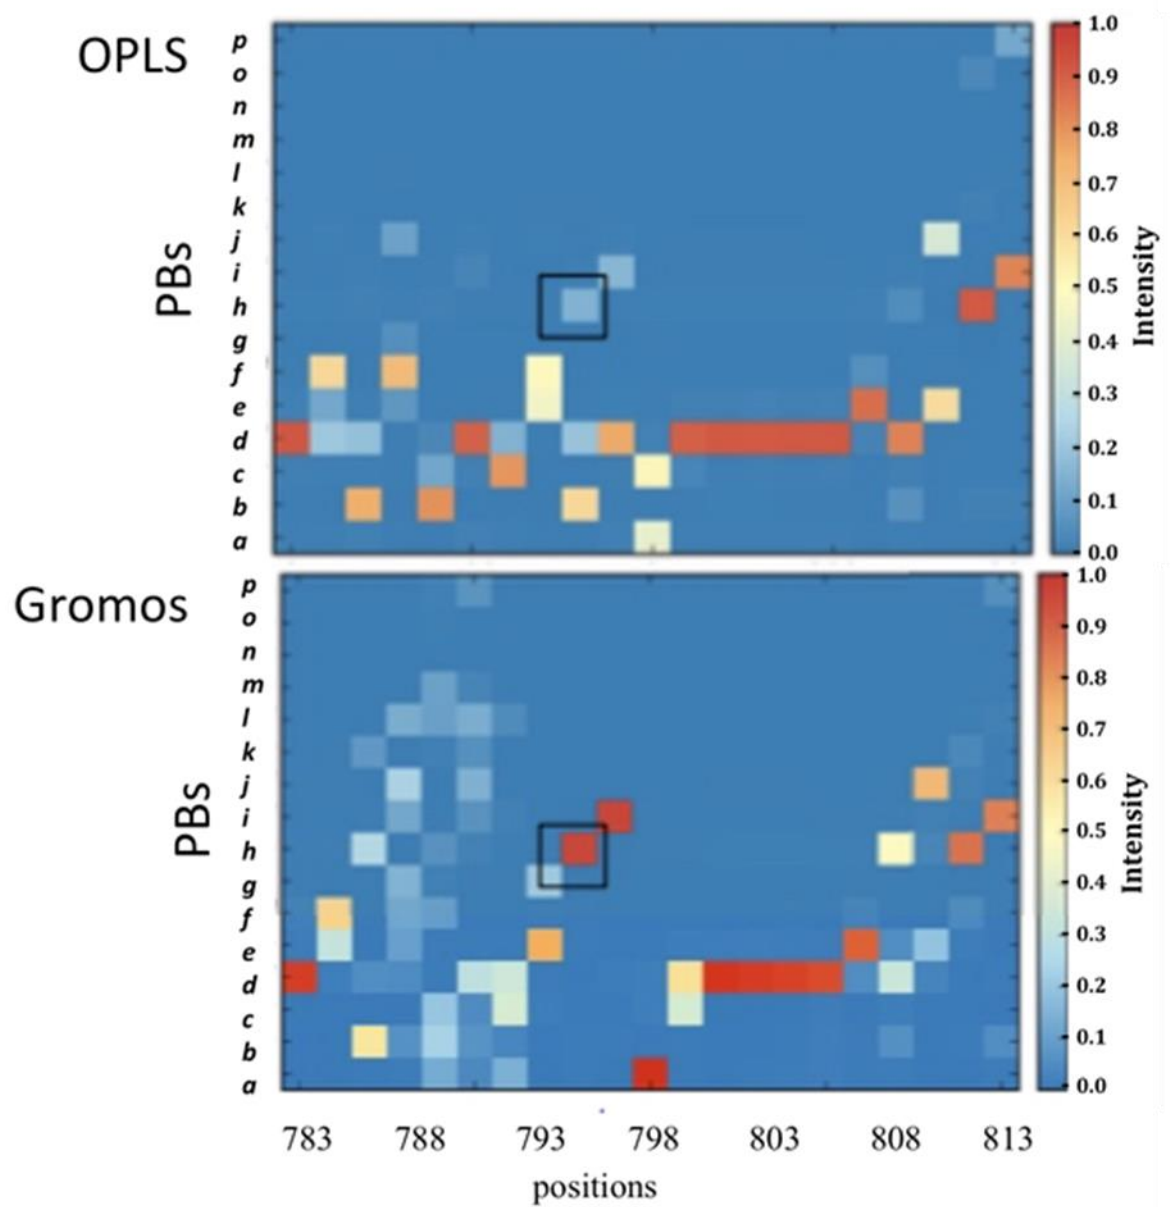 OPLS
PBs
p
o
n
m
l
k
j
i
h
g
f
e
d
c
b
a
1.0
0.9
0.8
0.7
0.6
0.5
0.4
0.3
0.2
0.1
0.0
Intensity
Gromos
PBs
p
o
n
m
l
k
j
i
h
g
f
e
d
c
b
a
1.0
0.9
0.8
0.7
0.6
0.5
0.4
0.3
0.2
0.1
0.0
Intensity
783 788 793 798 803 808 813
positions